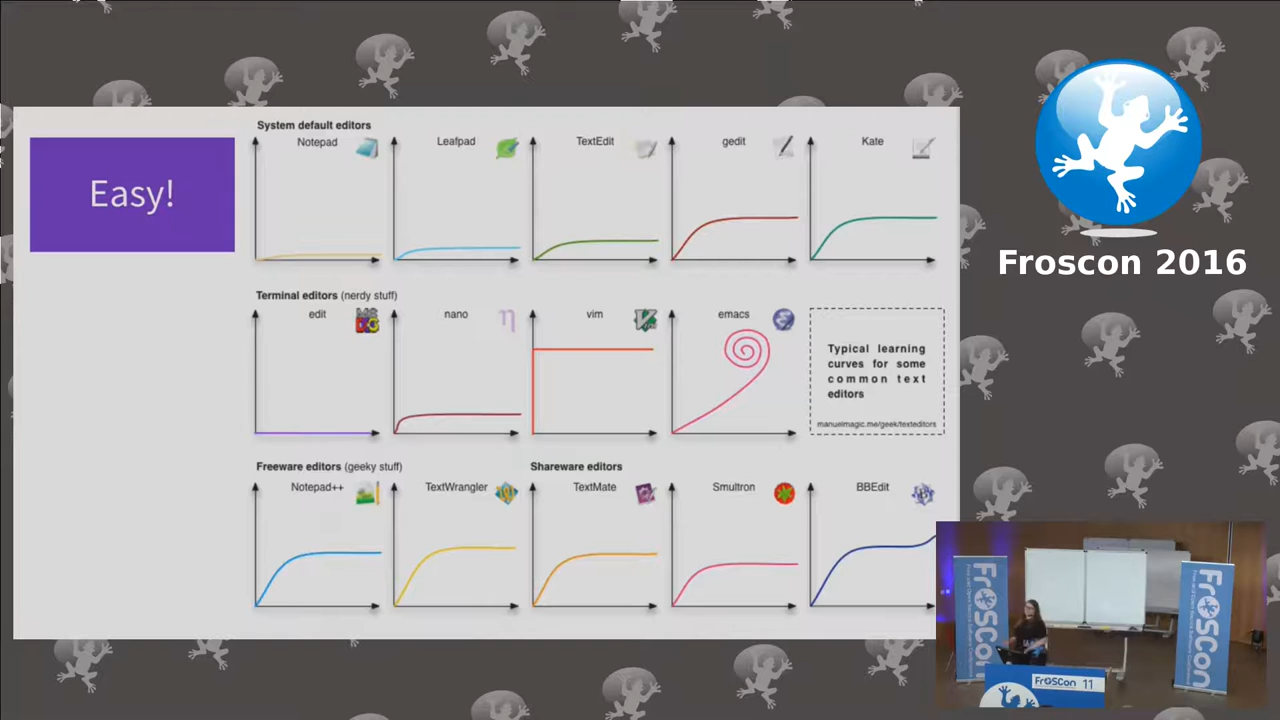 Easy!
System default editors
Notepad
Leafpad
TextEdit
gedit
Kate
Terminal editors (nerdy stuff)
edit
nano
vim
emacs
Typical learning
curves for some
common text
editors
manuelmagic.me/geek/texteditors
Freeware editors (geeky stuff)
Shareware editors
Notepad++
TextWrangler
TextMate
Smultron
BBEdit
Froscon 2016
FrOSCon
FrOSCon
FrOSCon 11